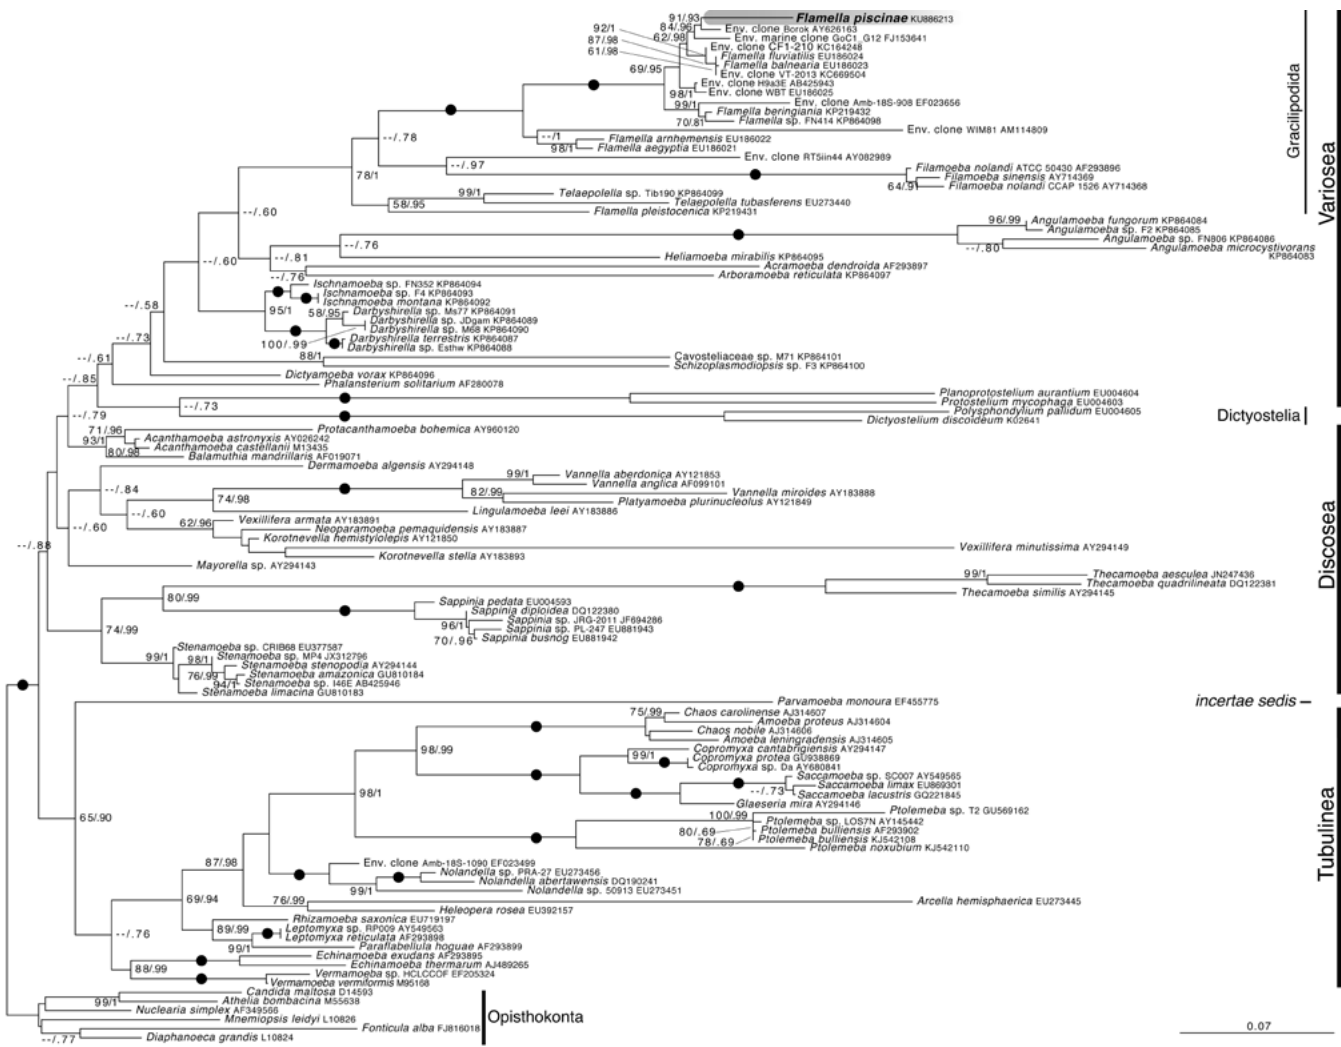 91/.93
Flamella piscinae KU886213
84/.96
Env. clone Borok AY626163
92/1
62/.98
Env. marine clone GoC1_G12 FJ153641
87/.98
Env. clone CF1-210 KC164248
61/.98
Flamella fluviatilis EU186024
Flamella balnearia EU186023
69/.95
Env. clone VT-2013 KC669504
Env. clone H9a3E AB425943
98/1
Env. clone WBT EU186025
99/1
Env. clone Amb-18S-908 EF023656
Flamella beringiania KP219432
70/.81
Flamella sp. FN414 KP864098
Env. clone WIM81 AM114809
--/.78
--/1
Flamella arnhemensis EU186022
98/1
Flamella aegyptia EU186021
Env. clone RT5iin44 AY082989
--/.97
Filamoeba nolandi ATCC 50430 AF293896
Filamoeba sinensis AY714369
64/.91
Filamoeba nolandi CCAP 1526 AY714368
78/1
99/1
Telaepolella sp. Tib190 KP864099
Telaepolella tubasferens EU273440
58/.95
Flamella pleistocenica KP219431
Gracilipodida
Variosea
--/.60
96/.99
Angulamoeba fungorum KP864084
Angulamoeba sp. F2 KP864085
Angulamoeba sp. FN806 KP864086
--/.80
Angulamoeba microcystivorans
KP864083
--/.76
Heliamoeba mirabilis KP864095
--/.60
--/.81
Acramoeba dendroida AF293897
--/.76
Arboramoeba reticulata KP864097
Ischnamoeba sp. FN352 KP864094
Ischnamoeba sp. F4 KP864093
Ischnamoeba montana KP864092
95/1
58/.95
Darbyshirella sp. Ms77 KP864091
Darbyshirella sp. JDgam KP864089
Darbyshirella sp. M68 KP864090
100/.99
Darbyshirella terrestris KP864087
Darbyshirella sp. Esthw KP864088
--/.58
--/.73
88/1
Cavosteliaceae sp. M71 KP864101
Schizoplasmodiopsis sp. F3 KP864100
--/.61
Dictyamoeba vorax KP864096
--/.85
Phalansterium solitarium AF280078
Planoprotostelium aurantium EU004604
--/.73
Protostelium mycophaga EU004603
--/.79
Polysphondylium pallidum EU004605
Dictyostelium discoideum K02641
Dictyostelia
71/.96
Protacanthamoeba bohemica AY960120
93/1
Acanthamoeba astronyxis AY026242
Acanthamoeba castellanii M13435
80/.98
Balamuthia mandrillaris AF019071
Dermamoeba algensis AY294148
--/.84
99/1
Vannella aberdonica AY121853
Vannella anglica AF099101
82/.99
Vannella miroides AY183888
74/.98
Platyamoeba plurinucleolus AY121849
--/.60
Lingulamoeba leei AY183886
--/.60
62/.96
Vexillifera armata AY183891
Neoparamoeba pemaquidensis AY183887
Korotnevella hemistylolepis AY121850
--/.88
Vexillifera minutissima AY294149
Korotnevella stella AY183893
Mayorella sp. AY294143
Discosea
99/1
Thecamoeba aesculea JN247436
Thecamoeba quadrilineata DQ122381
80/.99
Thecamoeba similis AY294145
Sappinia pedata EU004593
Sappinia diploidea DQ122380
96/1
Sappinia sp. JRG-2011 JF694286
Sappinia sp. PL-247 EU881943
70/.96
Sappinia busnog EU881942
74/.99
Stenamoeba sp. CRIB68 EU377587
99/1
98/1
Stenamoeba sp. MP4 JX312796
Stenamoeba stenopodia AY294144
76/.99
Stenamoeba amazonica GU810184
94/1
Stenamoeba sp. I46E AB425946
Stenamoeba limacina GU810183
Parvamoeba monoura EF455775
incertae sedis
75/.99
Chaos carolinense AJ314607
Amoeba proteus AJ314604
Chaos nobile AJ314606
Amoeba leningradensis AJ314605
98/.99
Copromyxa cantabrigiensis AY294147
99/1
Copromyxa protea GU938869
Copromyxa sp. Da AY680841
Saccamoeba sp. SC007 AY549565
Saccamoeba limax EU869301
--/.73
Saccamoeba lacustris GQ221845
98/1
Glaeseria mira AY294146
Ptolemeba sp. T2 GU569162
100/.99
Ptolemeba sp. LOS7N AY145442
80/.69
Ptolemeba bulliensis AF293902
78/.69
Ptolemeba bulliensis KJ542108
Ptolemeba noxubium KJ542110
65/.90
Tubulinea
87/.98
Env. clone Amb-18S-1090 EF023499
Nolandella sp. PRA-27 EU273456
Nolandella abertawensis DQ190241
99/1
Nolandella sp. 50913 EU273451
69/.94
76/.99
Arcella hemisphaerica EU273445
Heleopera rosea EU392157
Rhizamoeba saxonica EU719197
89/.99
Leptomyxa sp. RP009 AY549563
--/.76
Leptomyxa reticulata AF293898
99/1
Paraflabellula hoguae AF293899
Echinamoeba exudans AF293895
88/.99
Echinamoeba thermarum AJ489265
Vermamoeba sp. HCLCCOF EF205324
Vermamoeba vermiformis M95168
Candida maltosa D14593
99/1
Athelia bombacina M55638
Nuclearia simplex AF349566
Mnemiopsis leidyi L10826
Fonticula alba FJ816018
--/.77
Diaphanoeca grandis L10824
Opisthokonta
0.07